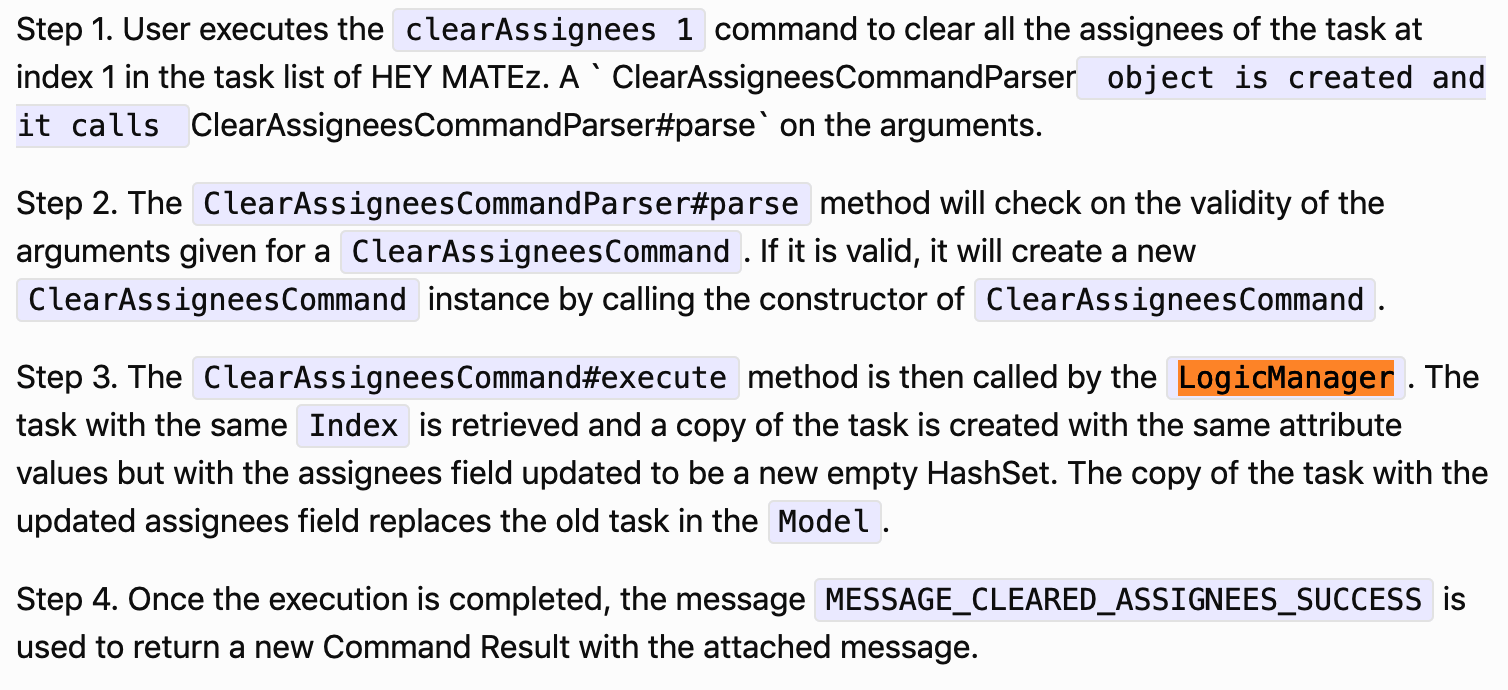 Step 1. User executes the clearAssignees 1 command to clear all the assignees of the task at
index 1 in the task list of HEY MATEz. A ` ClearAssigneesCommandParser object is created and
it calls ClearAssigneesCommandParser#parse` on the arguments.
Step 2. The ClearAssigneesCommandParser#parse method will check on the validity of the
arguments given for a ClearAssigneesCommand. If it is valid, it will create a new
ClearAssigneesCommand instance by calling the constructor of ClearAssigneesCommand.
Step 3. The ClearAssigneesCommand#execute method is then called by the LogicManager. The
task with the same Index is retrieved and a copy of the task is created with the same attribute
values but with the assignees field updated to be a new empty HashSet. The copy of the task with the
updated assignees field replaces the old task in the Model.
Step 4. Once the execution is completed, the message MESSAGE_CLEARED_ASSIGNEES_SUCCESS is
used to return a new Command Result with the attached message.